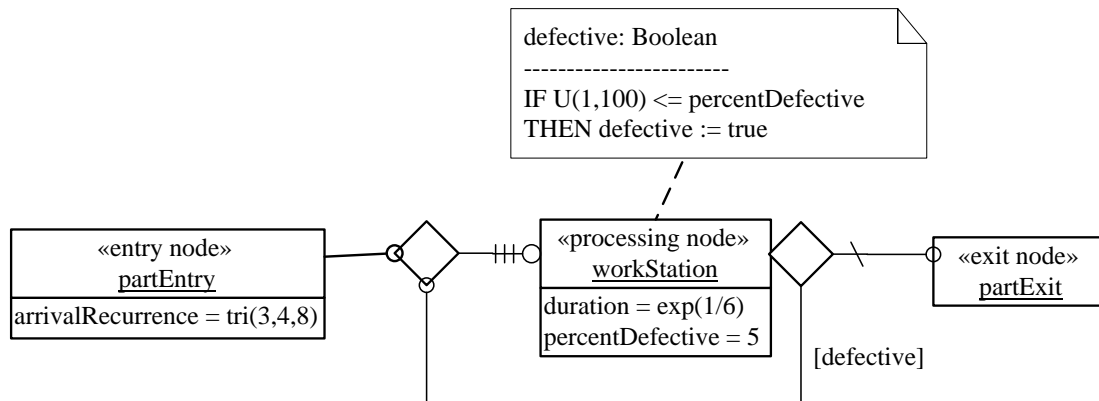 defective: Boolean
------------------------
IF U(1,100) <= percentDefective
THEN defective := true
«entry node»
partEntry
arrivalRecurrence = tri(3,4,8)
«processing node»
workStation
duration = exp(1/6)
percentDefective = 5
«exit node»
partExit
[defective]